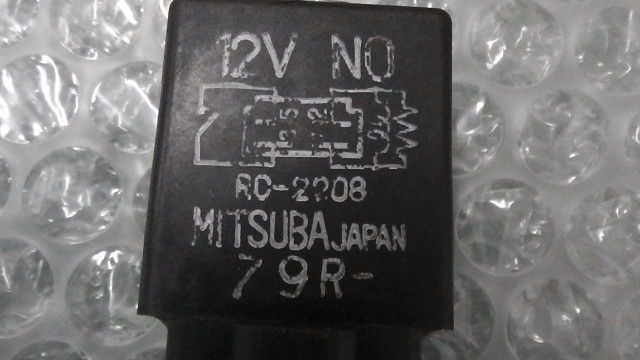 12V NO
RC-2208
MITSUBA JAPAN
79R-